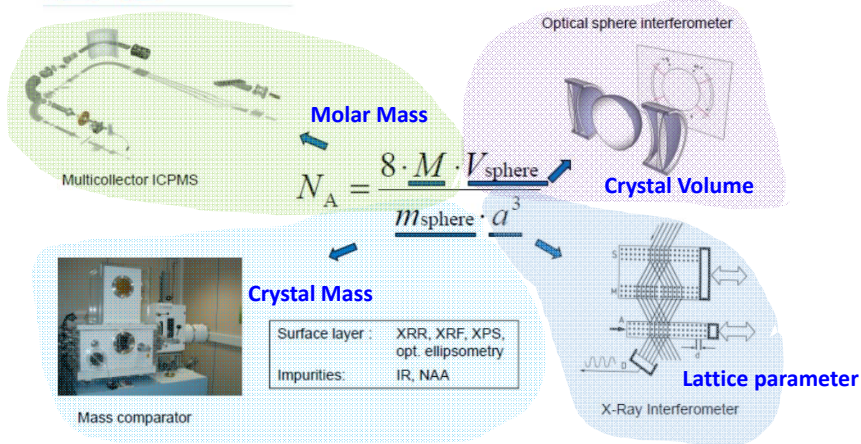 Optical sphere interferometer
Molar Mass
Multicollector ICPMS
N_A = 8 · M · V_sphere / m_sphere · a^3
Crystal Volume
Crystal Mass
Surface layer : XRR, XRF, XPS,
opt. ellipsometry
Impurities: IR, NAA
S
M
A
d
D
Lattice parameter
Mass comparator
X-Ray Interferometer